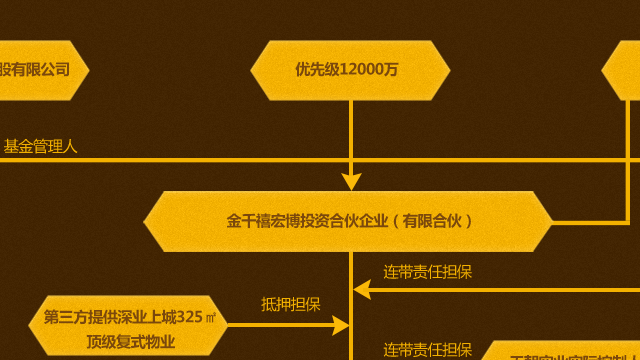 股有限公司
优先级12000万
基金管理人
金千禧宏博投资合伙企业（有限合伙）
连带责任担保
抵押担保
第三方提供深业上城325㎡
顶级复式物业
连带责任担保